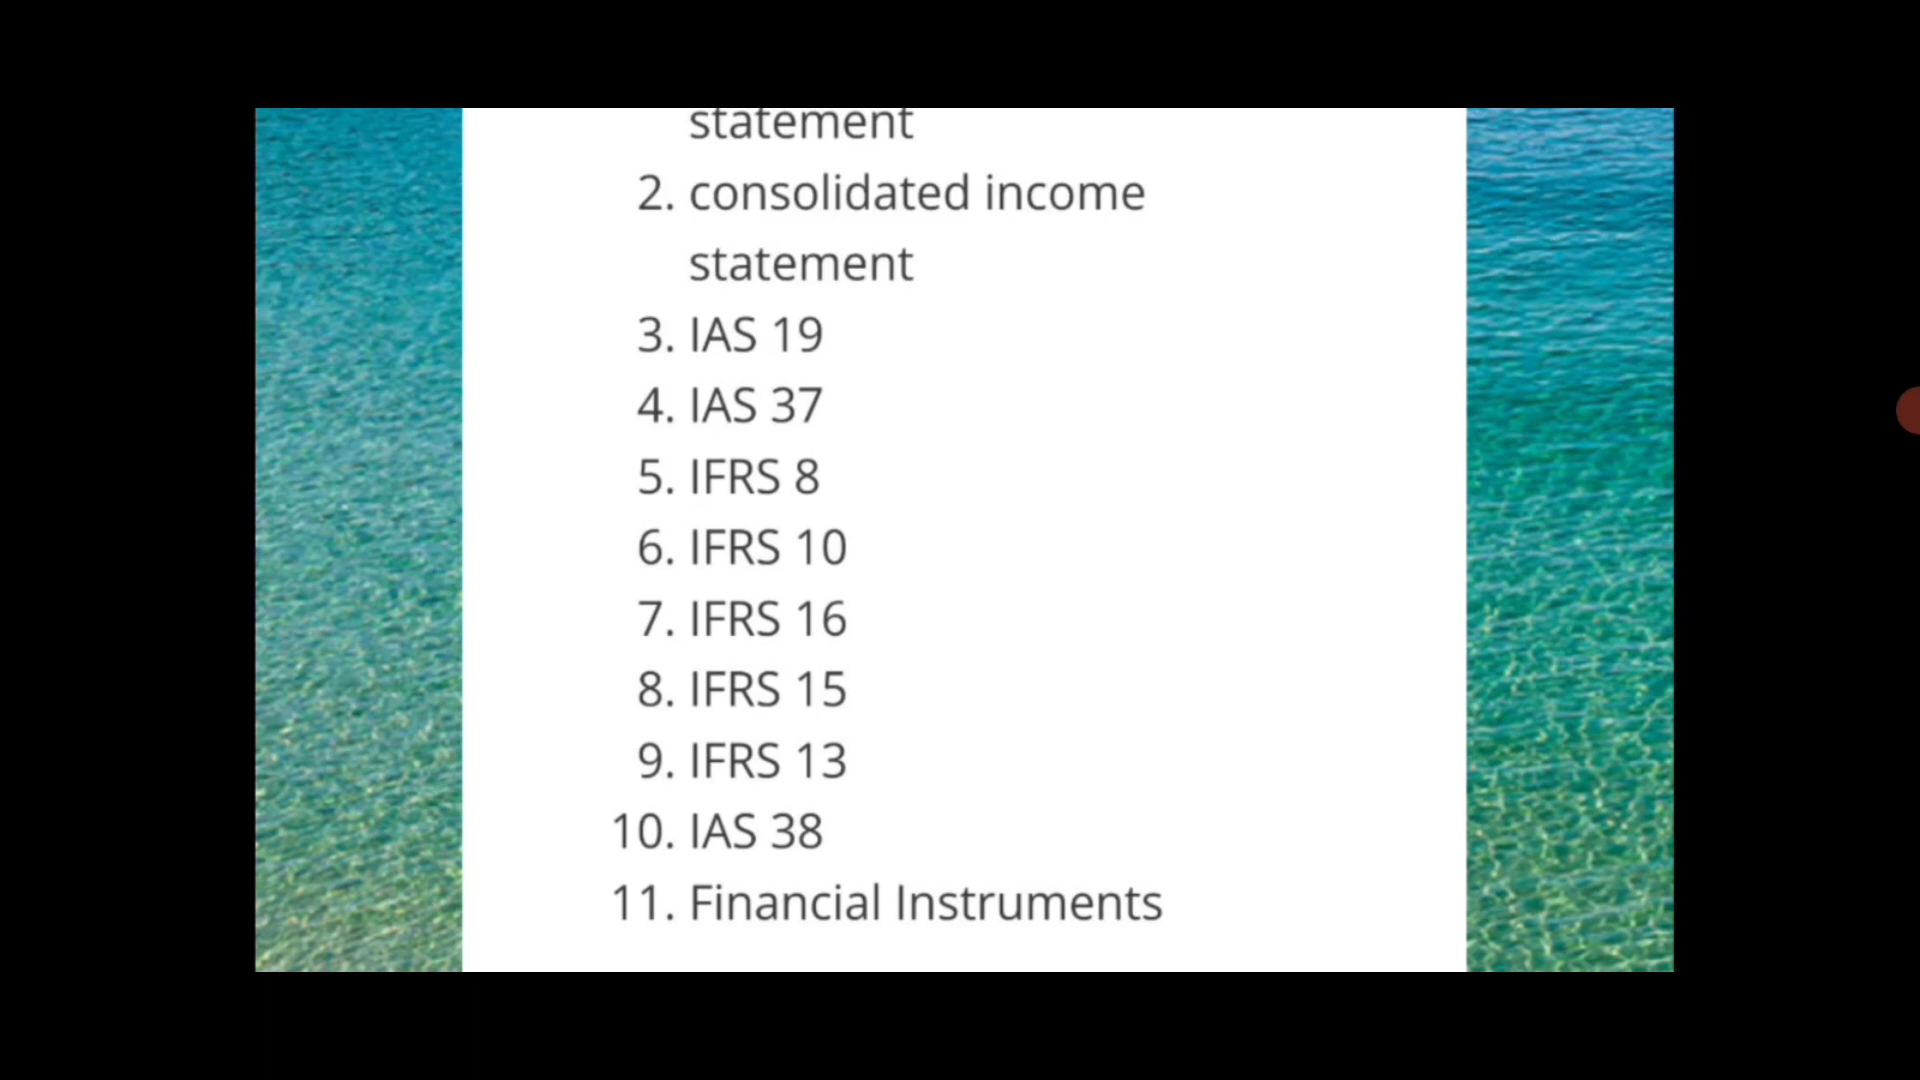 statement
2. consolidated income
statement
3. IAS 19
4. IAS 37
5. IFRS 8
6. IFRS 10
7. IFRS 16
8. IFRS 15
9. IFRS 13
10. IAS 38
11. Financial Instruments